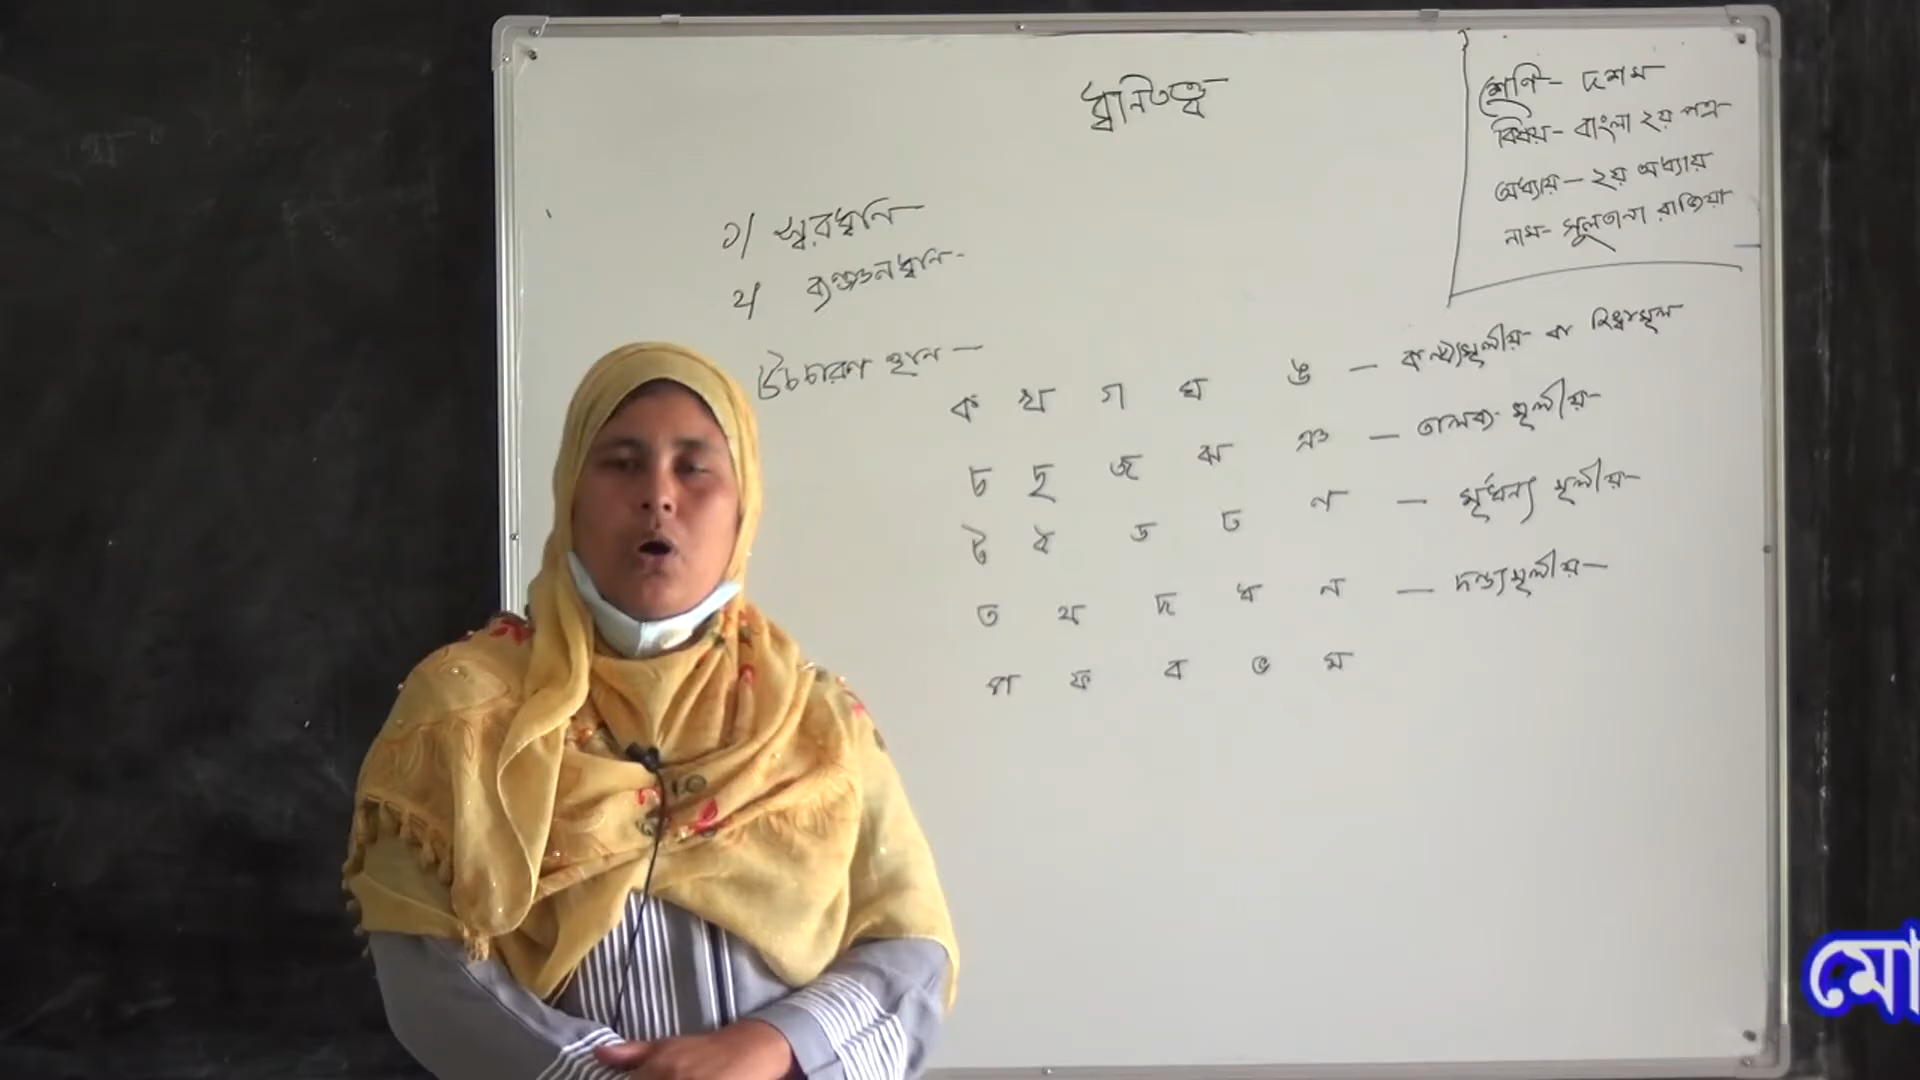 ধ্বনিতত্ত্ব
শ্রেণি - দশম
বিষয় - বাংলা ২য় পত্র
অধ্যায় - ২য় অধ্যায়
নাম - সুলতানা রাজিয়া
১/ স্বরধ্বনি
২/ ব্যঞ্জনধ্বনি
উচ্চারণ স্থান -
ক খ গ ঘ ঙ - কন্ঠ্যমূলীয় বা জিহ্বামূল
চ ছ জ ঝ ঞ - তালব্য মূলীয়
ট ঠ ড ঢ ণ - মূর্ধন্য মূলীয়
ত থ দ ধ ন - দন্ত্যমূলীয়
প ফ ব ভ ম
মো